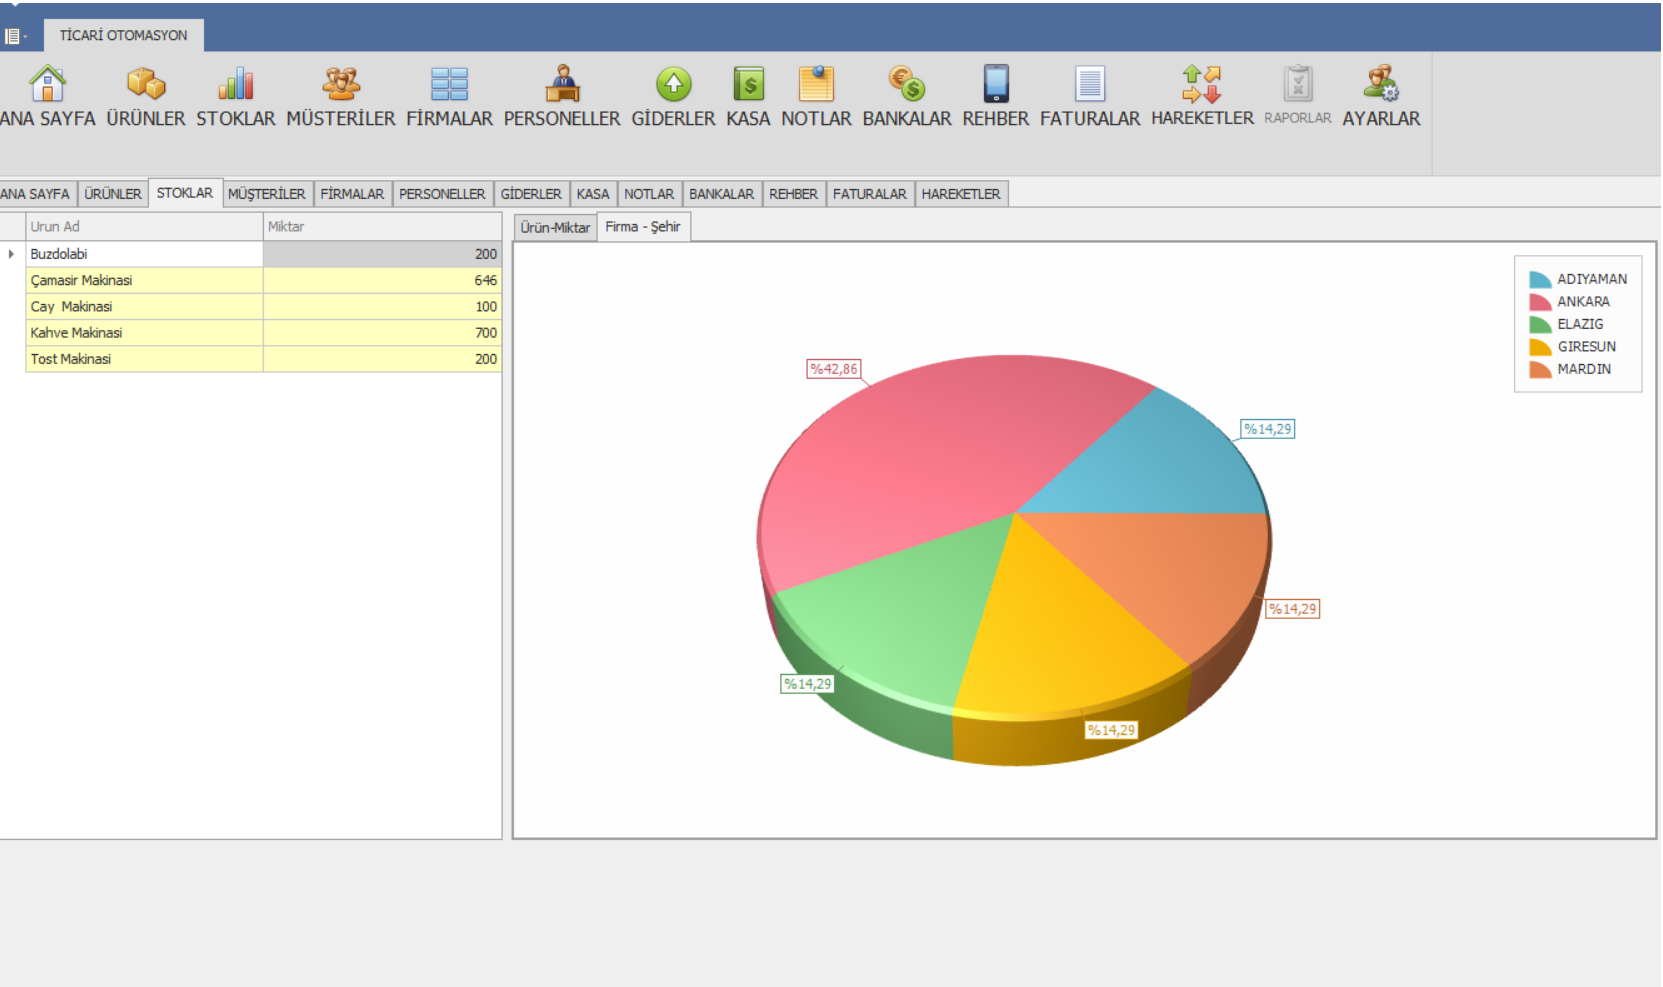 TİCARİ OTOMASYON
ANA SAYFA ÜRÜNLER STOKLAR MÜSTERİLER FİRMALAR PERSONELLER GİDERLER KASA NOTLAR BANKALAR REHBER FATURALAR HAREKETLER RAPORLAR AYARLAR
ANA SAYFA ÜRÜNLER STOKLAR MÜŞTERİLER FİRMALAR PERSONELLER GİDERLER KASA NOTLAR BANKALAR REHBER FATURALAR HAREKETLER
Urun Ad Miktar
Buzdolabi 200
Çamasir Makinasi 646
Cay Makinasi 100
Kahve Makinasi 700
Tost Makinasi 200
Ürün-Miktar Firma - Şehir
ADIYAMAN
ANKARA
ELAZIG
GIRESUN
MARDIN
%42,86
%14,29
%14,29
%14,29
%14,29